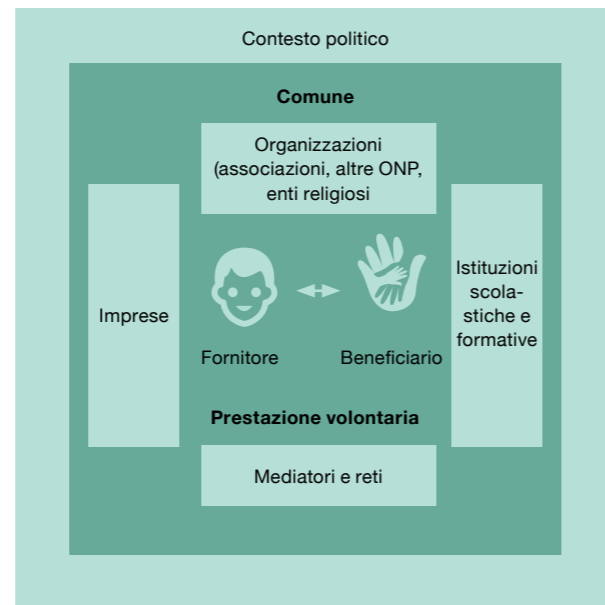 Contesto politico
Comune
Organizzazioni
(associazioni, altre ONP,
enti religiosi
Imprese
Istituzioni
scola-
stiche e
formative
Fornitore
Beneficiario
Prestazione volontaria
Mediatori e reti